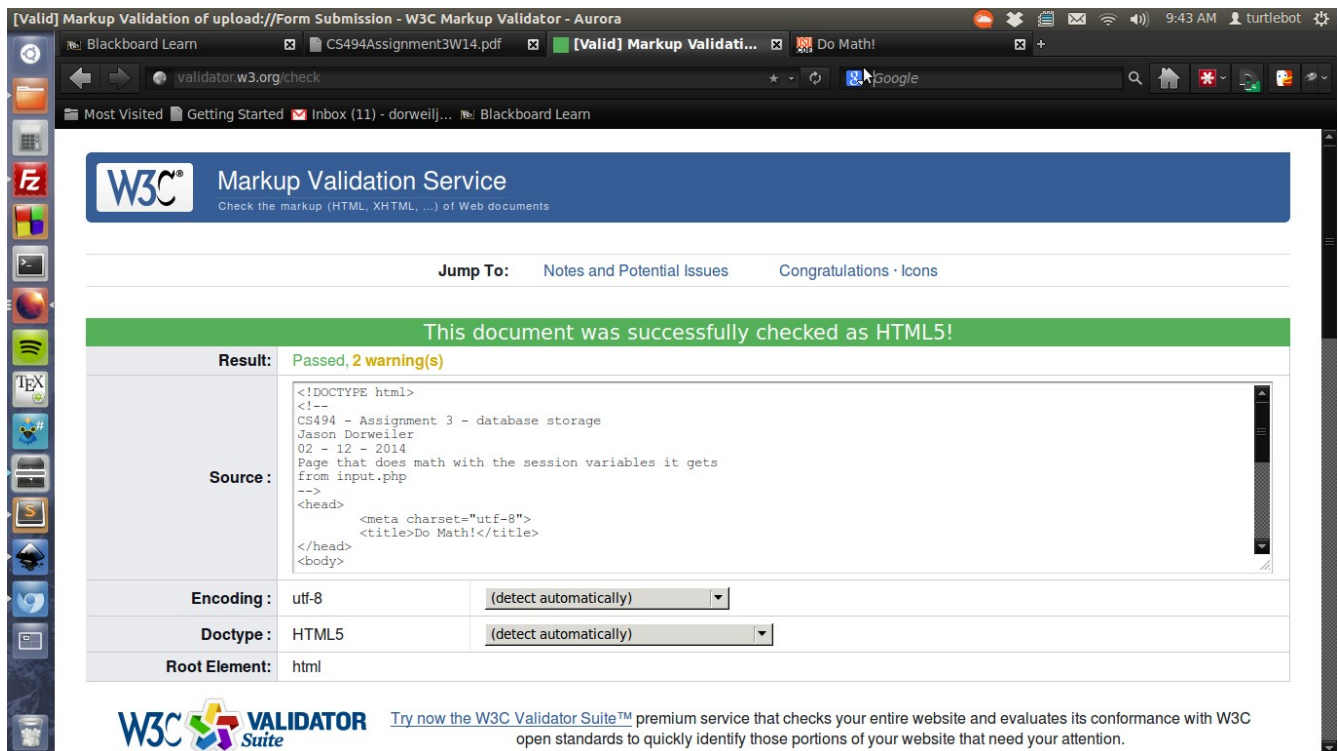 [Valid] Markup Validation of upload://Form Submission - W3C Markup Validator - Aurora
9:43 AM turtlebot
Bb Blackboard Learn
CS494Assignment3W14.pdf
[Valid] Markup Validati...
Do Math!
+
validator.w3.org/check
Google
Most Visited Getting Started Inbox (11) - dorweilj... Bb Blackboard Learn
W3C® Markup Validation Service
Check the markup (HTML, XHTML, ...) of Web documents
Jump To: Notes and Potential Issues Congratulations · Icons
This document was successfully checked as HTML5!
Result: Passed, 2 warning(s)
Source :
<!DOCTYPE html>
<!--
CS494 - Assignment 3 - database storage
Jason Dorweiler
02 - 12 - 2014
Page that does math with the session variables it gets
from input.php
-->
<head>
<meta charset="utf-8">
<title>Do Math!</title>
</head>
<body>
Encoding : utf-8 (detect automatically)
Doctype : HTML5 (detect automatically)
Root Element: html
W3C VALIDATOR Suite
Try now the W3C Validator Suite™ premium service that checks your entire website and evaluates its conformance with W3C
open standards to quickly identify those portions of your website that need your attention.
Fz
TEX
S